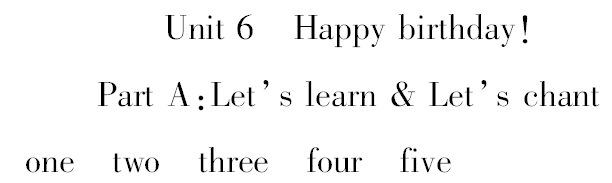 Unit 6 Happy birthday!
Part A:Let's learn & Let's chant
one two three four five